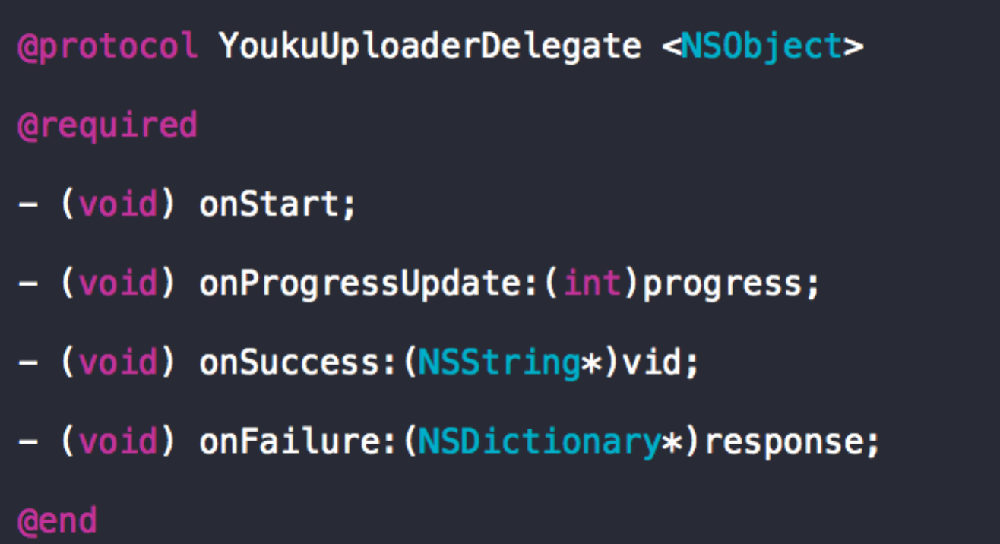 @protocol YoukuUploaderDelegate <NSObject>
@required
- (void) onStart;
- (void) onProgressUpdate:(int)progress;
- (void) onSuccess:(NSString*)vid;
- (void) onFailure:(NSDictionary*)response;
@end